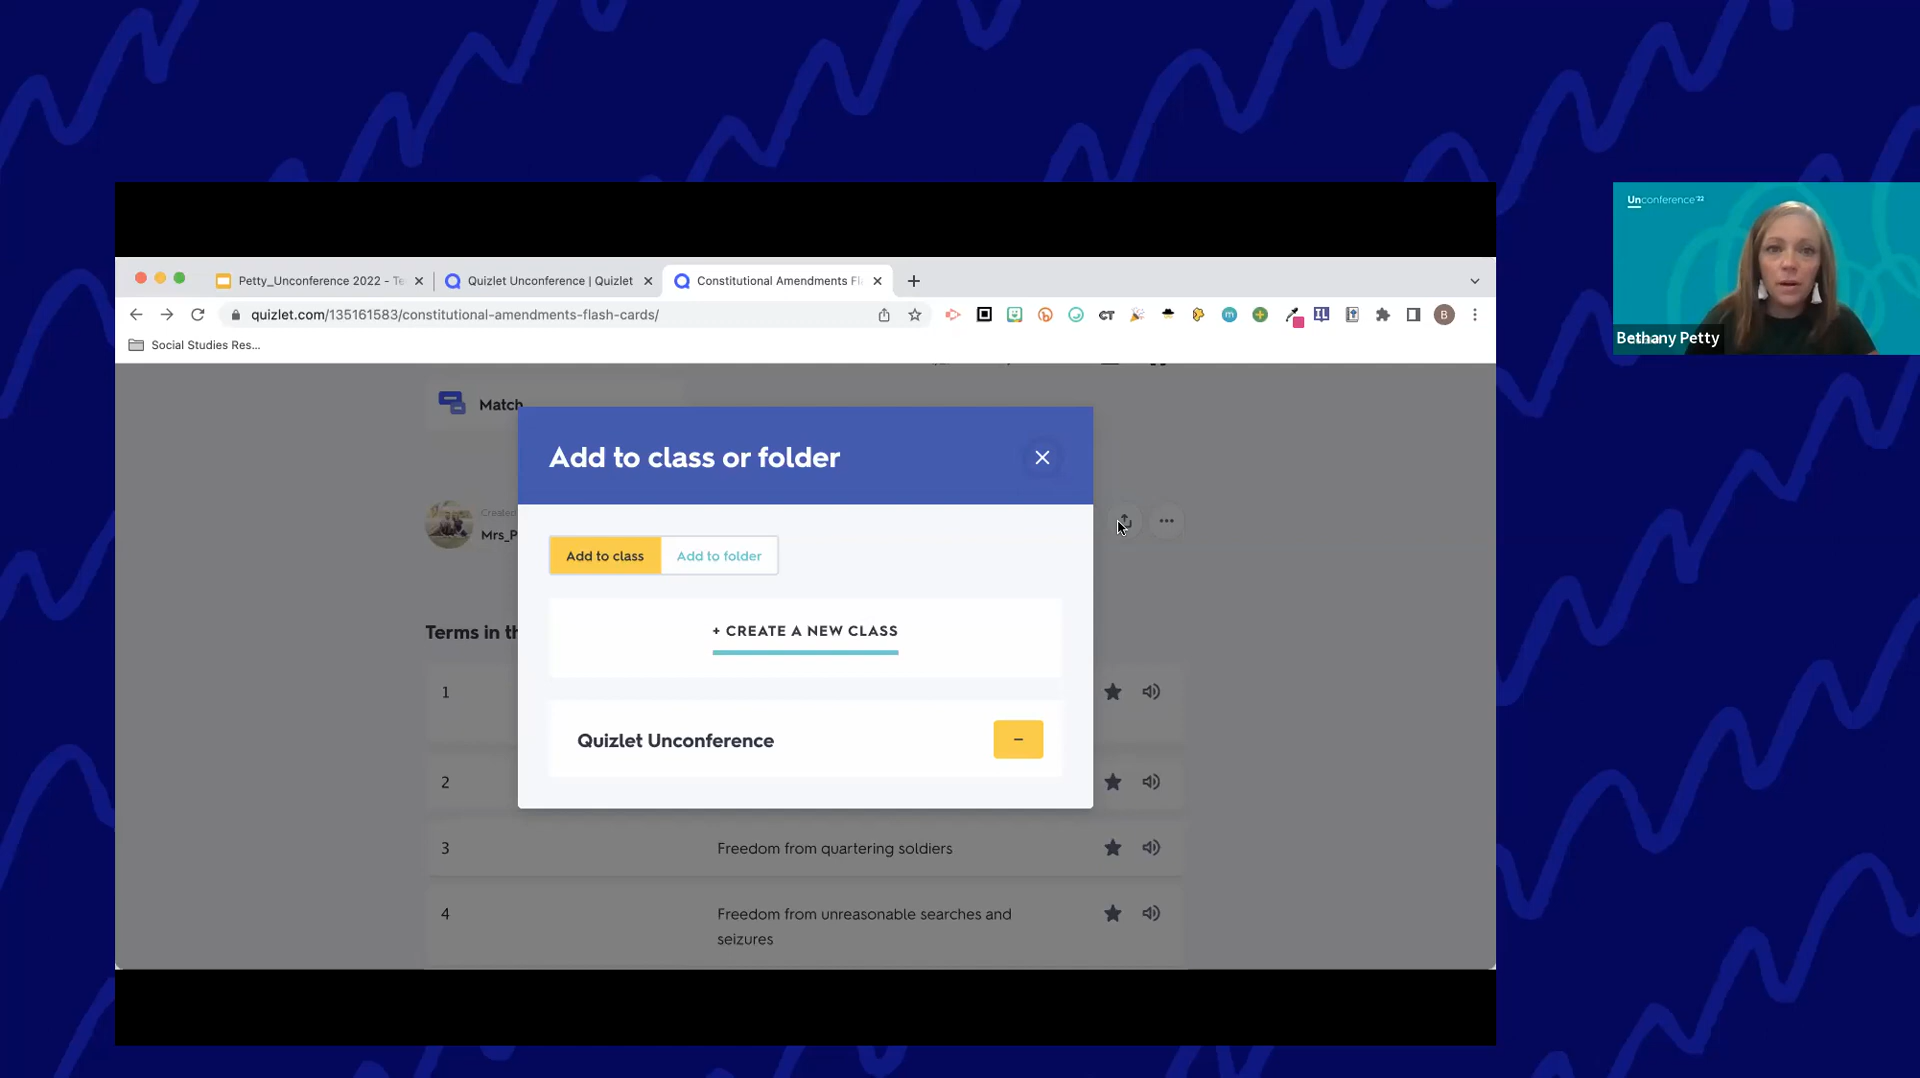 Unconference '22
Bethany Petty
Petty_Unconference 2022 - Te
Quizlet Unconference | Quizlet
Constitutional Amendments Fl
quizlet.com/135161583/constitutional-amendments-flash-cards/
CT
IL
B
Social Studies Res...
Match
Add to class or folder
Created
Mrs_P
Add to class
Add to folder
+ CREATE A NEW CLASS
Terms in th
1
Quizlet Unconference
2
3
Freedom from quartering soldiers
4
Freedom from unreasonable searches and
seizures